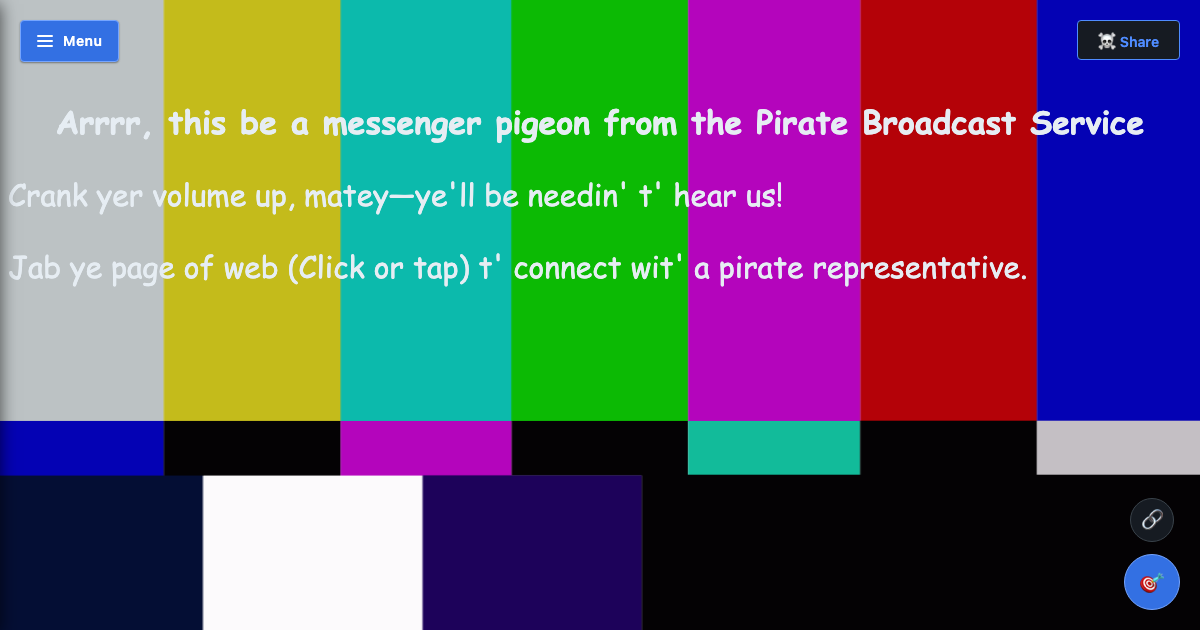 Menu
Share
Arrrr, this be a messenger pigeon from the Pirate Broadcast Service
Crank yer volume up, matey—ye'll be needin' t' hear us!
Jab ye page of web (Click or tap) t' connect wit' a pirate representative.